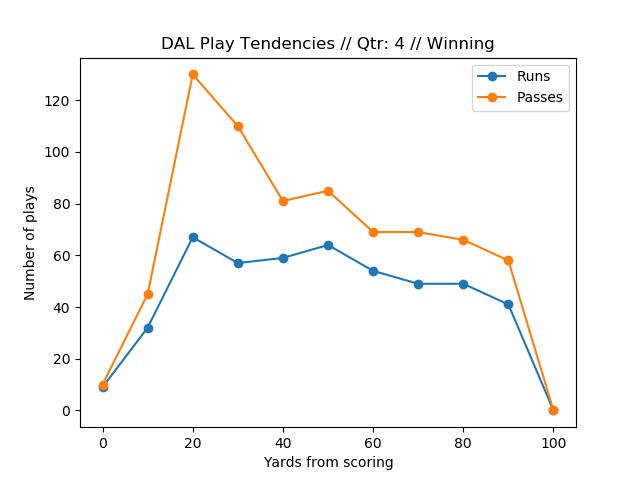 DAL Play Tendencies // Qtr: 4 // Winning
Runs
Passes
Number of plays
120
100
80
60
40
20
0
0 20 40 60 80 100
Yards from scoring